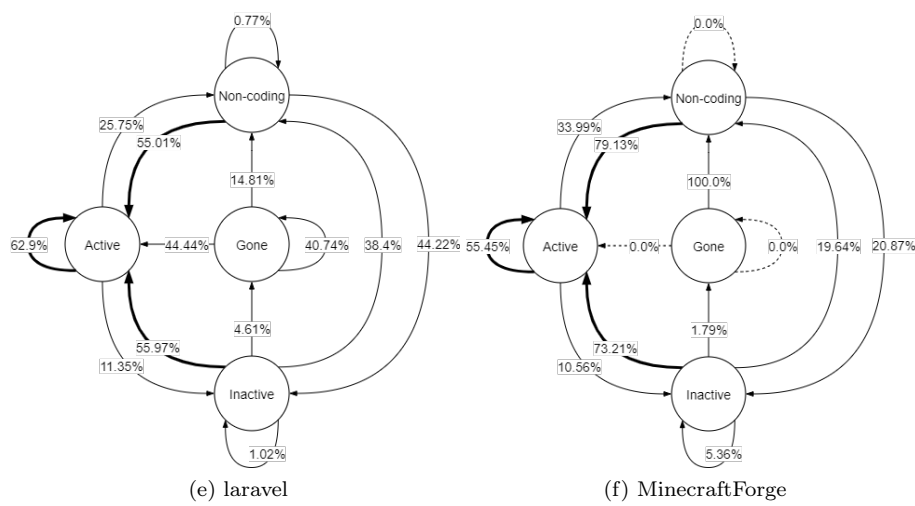 0.77%
Non-coding
25.75%
55.01%
14.81%
62.9%
Active
44.44%
Gone
40.74%
38.4%
44.22%
4.61%
55.97%
11.35%
Inactive
1.02%
(e) laravel
0.0%
Non-coding
33.99%
79.13%
100.0%
55.45%
Active
0.0%
Gone
0.0%
19.64%
20.87%
1.79%
73.21%
10.56%
Inactive
5.36%
(f) MinecraftForge